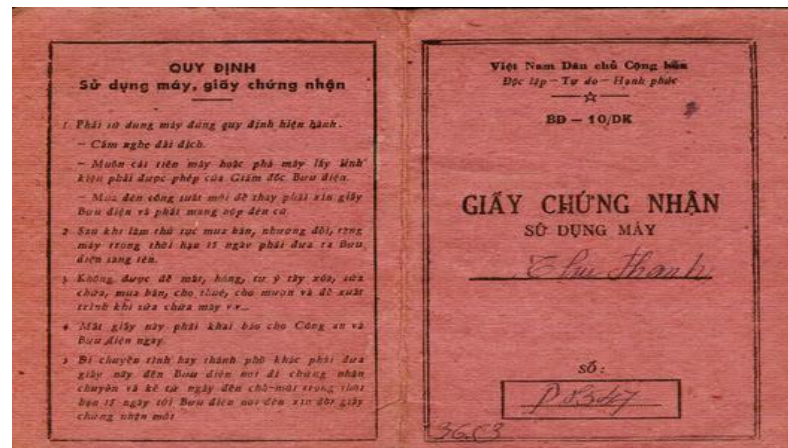 QUY ĐỊNH
Sử dụng máy, giấy chứng nhận
1. Phải sử dụng máy đúng quy định hiện hành.
– Cấm nghe đài địch.
– Muốn cải tiến máy hoặc phá máy lấy linh
kiện phải được phép của Giám đốc Bưu điện.
– Mua đèn công suất mới để thay phải xin giấy
Bưu điện và phải mang nộp đèn cũ.
2 Sau khi làm thủ tục mua bán, nhượng đổi, tặng
máy trong thời hạn 15 ngày phải đưa ra Bưu
điện sang tên.
3 Không được để mất, hỏng, tự ý tẩy xóa, sửa
chữa, mua bán, cho thuê, cho mượn và để xuất
trình khi sửa chữa máy v.v...
4 Mất giấy này phải khai báo cho Công an và
Bưu điện ngay.
5 Di chuyển tỉnh hay thành phố khác phải đưa
giấy này đến Bưu điện nơi đi chứng nhận
chuyển và kể từ ngày đến chỗ mới trong thời
hạn 15 ngày tới Bưu điện nơi đến xin đổi giấy
chứng nhận mới
Việt Nam Dân chủ Cộng hòa
Độc lập – Tự do – Hạnh phúc
BĐ – 10/DK
GIẤY CHỨNG NHẬN
SỬ DỤNG MÁY
Thu thanh
SỐ :
P 8347
36.C3